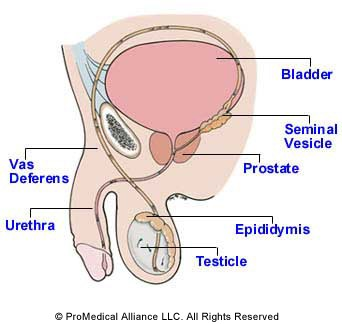 Bladder
Seminal
Vesicle
Vas
Deferens
Prostate
Urethra
Epididymis
Testicle
© ProMedical Alliance LLC. All Rights Reserved